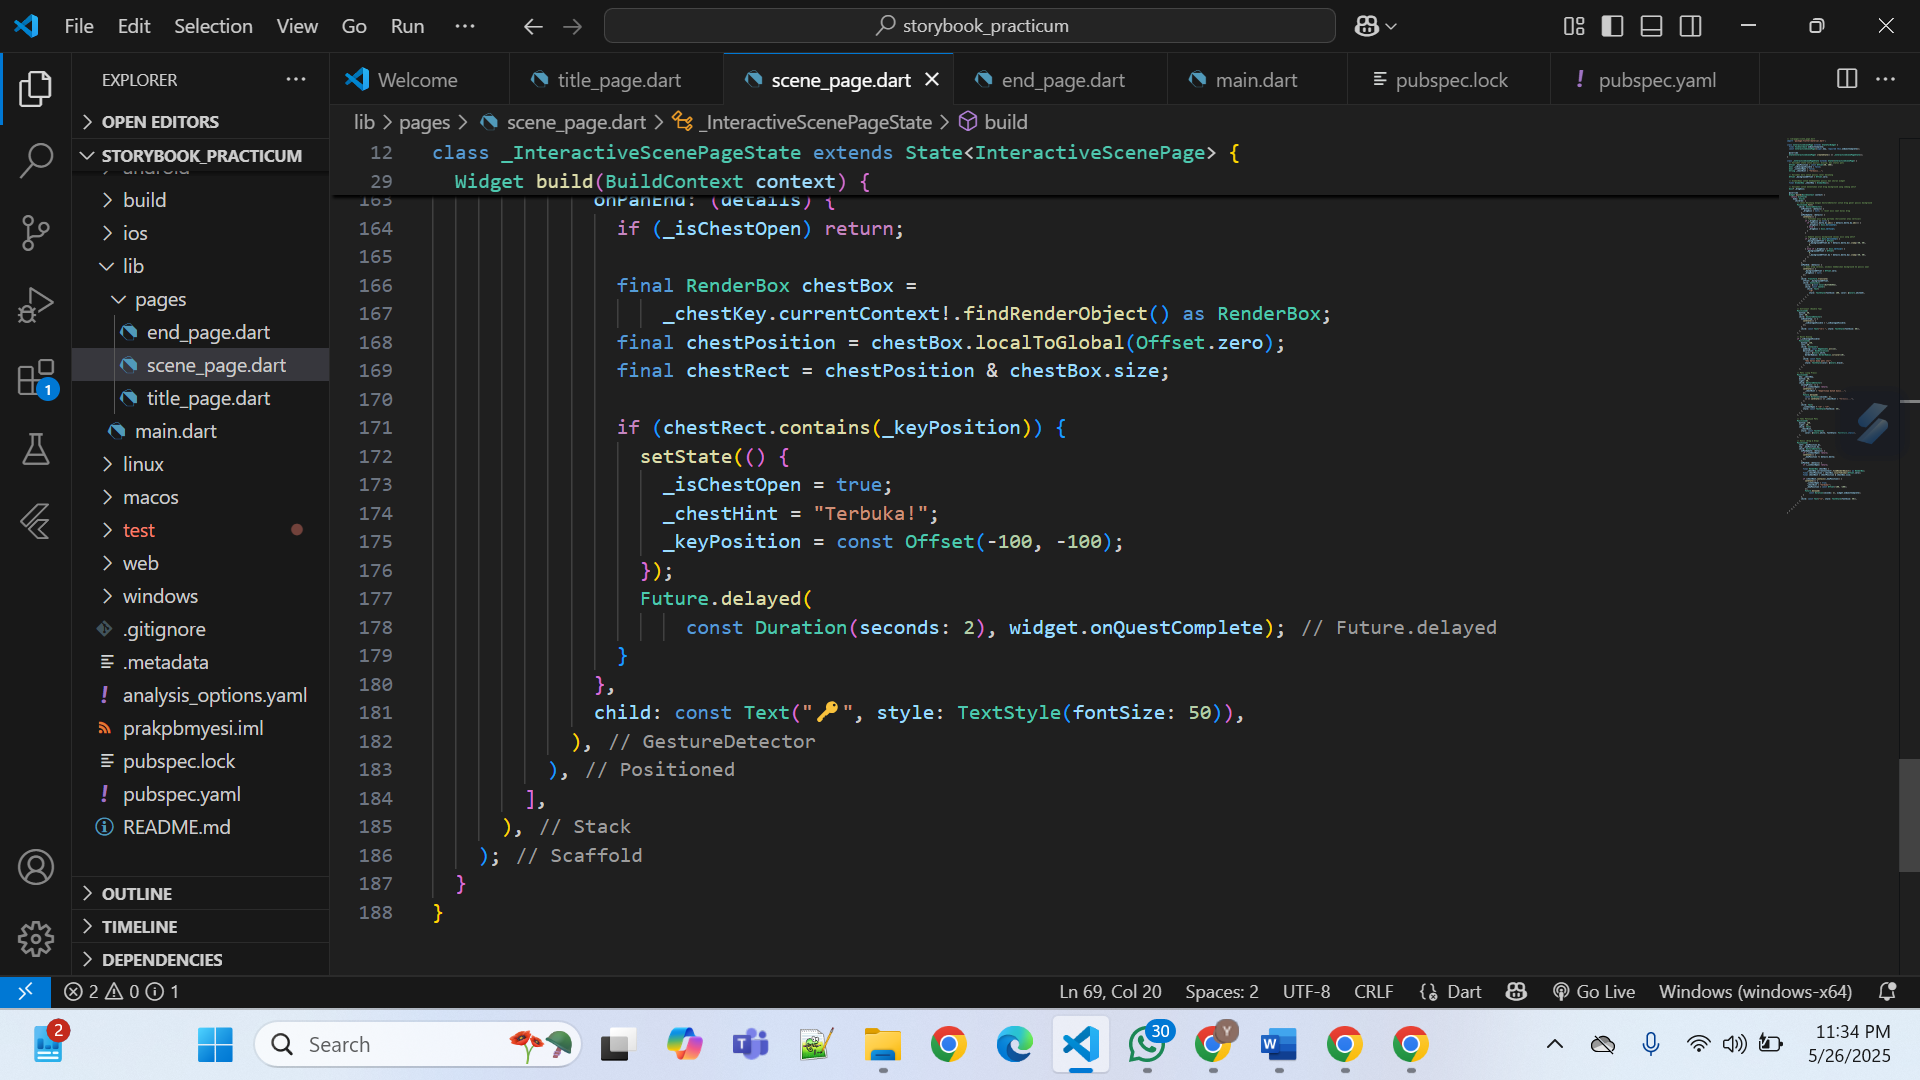 File Edit Selection View Go Run ···
storybook_practicum
EXPLORER ···
OPEN EDITORS
STORYBOOK_PRACTICUM
android
build
ios
lib
pages
end_page.dart
scene_page.dart
title_page.dart
main.dart
linux
macos
test
web
windows
.gitignore
.metadata
analysis_options.yaml
prakpbmyesi.iml
pubspec.lock
pubspec.yaml
README.md
OUTLINE
TIMELINE
DEPENDENCIES
1
Welcome title_page.dart scene_page.dart end_page.dart main.dart pubspec.lock ! pubspec.yaml
lib > pages > scene_page.dart > _InteractiveScenePageState > build
12 class _InteractiveScenePageState extends State<InteractiveScenePage> {
29 Widget build(BuildContext context) {
163 onPanEnd: (details) {
164 if (_isChestOpen) return;
165
166 final RenderBox chestBox =
167 _chestKey.currentContext!.findRenderObject() as RenderBox;
168 final chestPosition = chestBox.localToGlobal(Offset.zero);
169 final chestRect = chestPosition & chestBox.size;
170
171 if (chestRect.contains(_keyPosition)) {
172 setState(() {
173 _isChestOpen = true;
174 _chestHint = "Terbuka!";
175 _keyPosition = const Offset(-100, -100);
176 });
177 Future.delayed(
178 const Duration(seconds: 2), widget.onQuestComplete); // Future.delayed
179 }
180 },
181 child: const Text("🔑", style: TextStyle(fontSize: 50)),
182 ), // GestureDetector
183 ), // Positioned
184 ],
185 ), // Stack
186 ); // Scaffold
187 }
188 }
2 0 1 Ln 69, Col 20 Spaces: 2 UTF-8 CRLF Dart Go Live Windows (windows-x64)
2 Search 30 Y 11:34 PM
5/26/2025